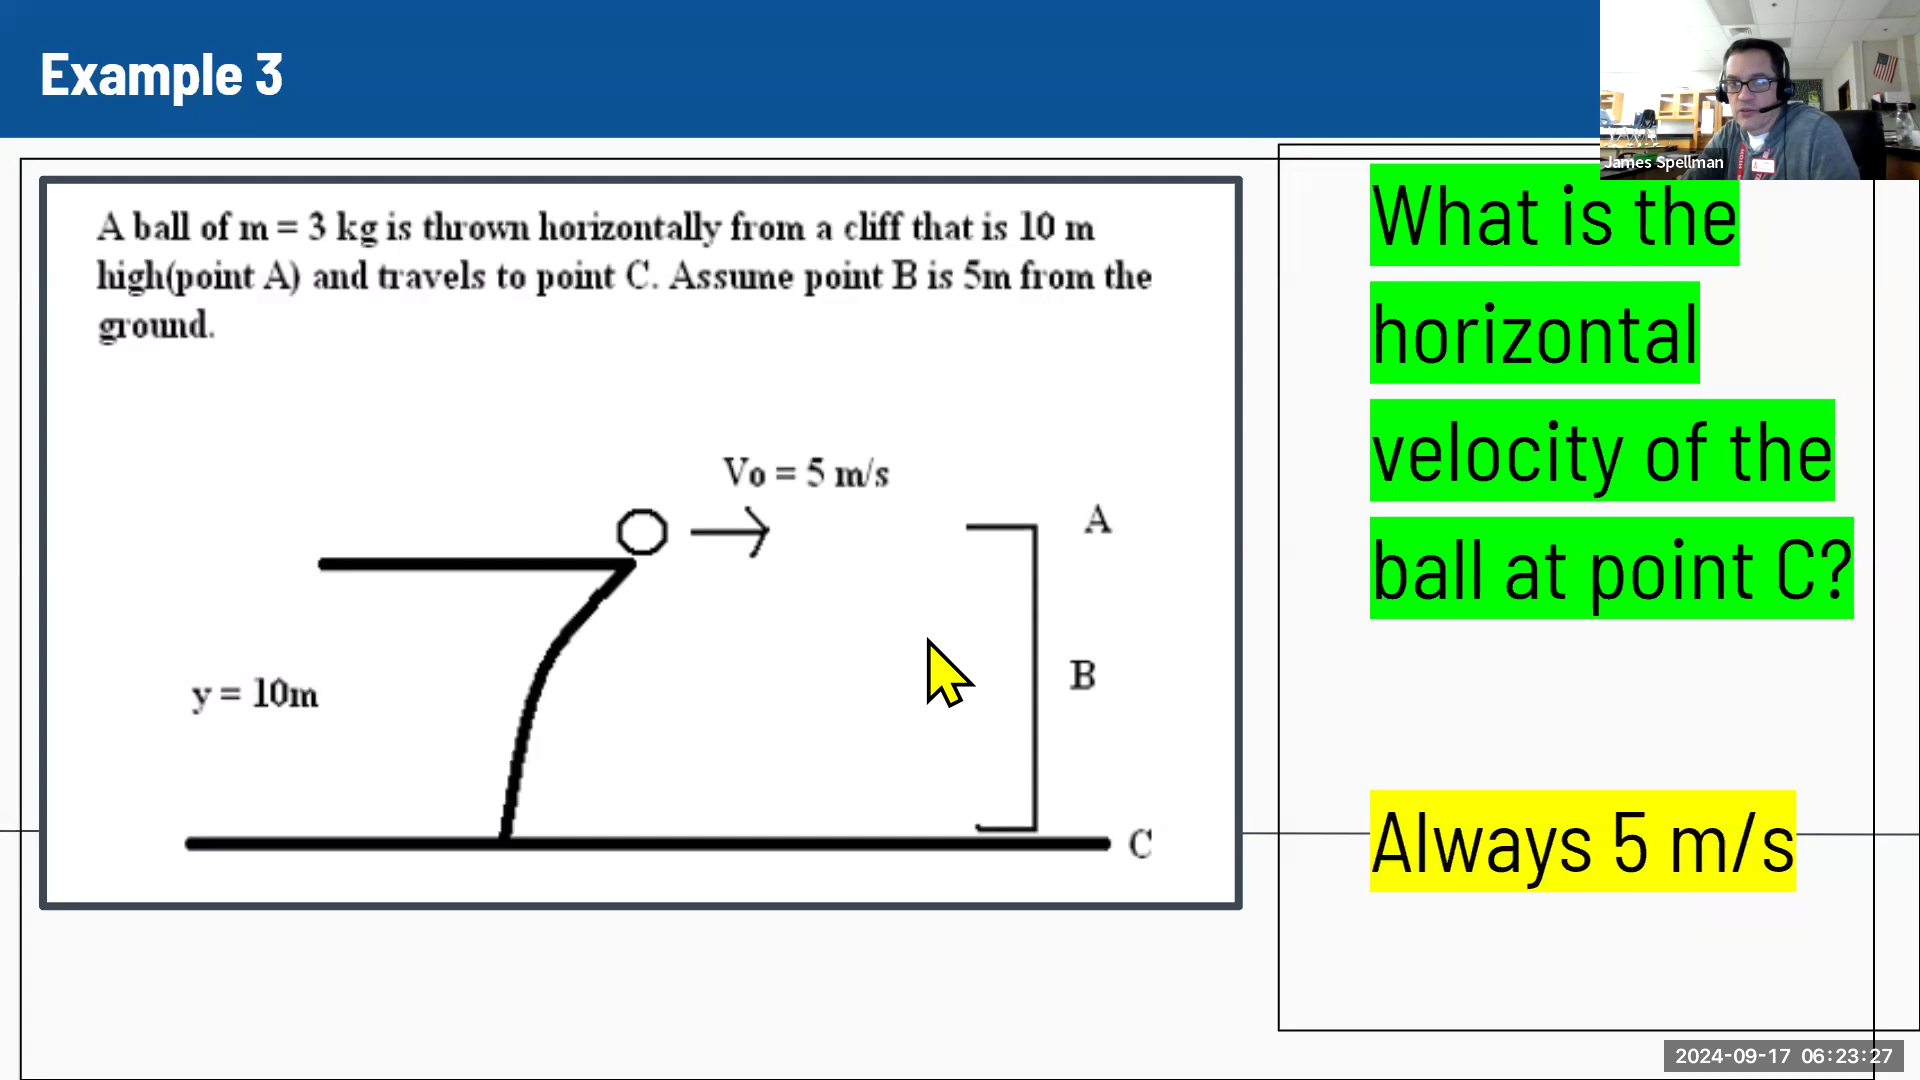 Example 3
James Spellman
A ball of m = 3 kg is thrown horizontally from a cliff that is 10 m
high(point A) and travels to point C. Assume point B is 5m from the
ground.
Vo = 5 m/s
A
B
y = 10m
C
What is the
horizontal
velocity of the
ball at point C?
Always 5 m/s
2024-09-17 06:23:27